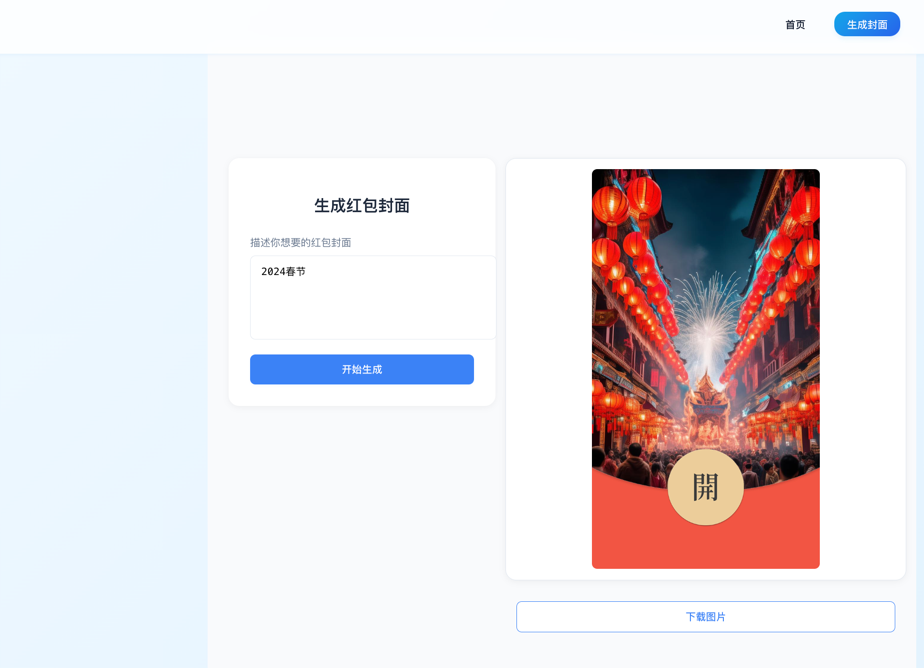 首页
生成封面
生成红包封面
描述你想要的红包封面
2024春节
开始生成
開
下载图片